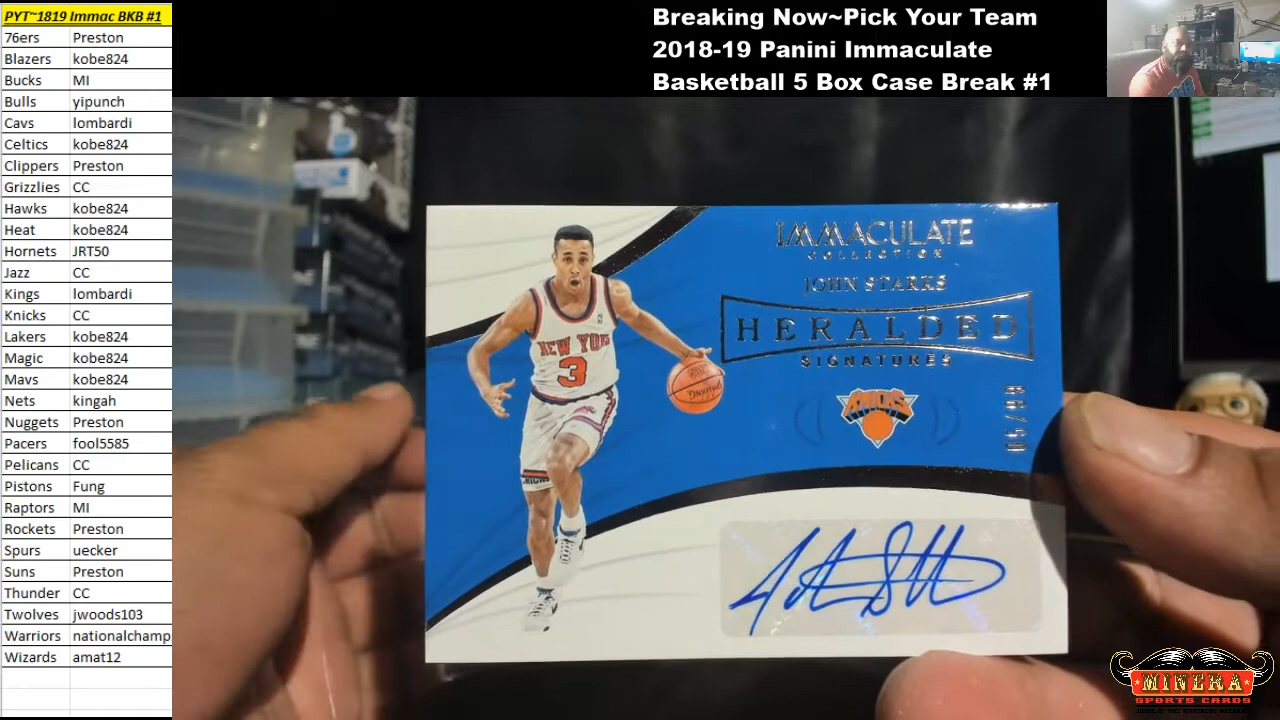 PYT~1819 Immac BKB #1
76ers Preston
Blazers kobe824
Bucks MI
Bulls yipunch
Cavs lombardi
Celtics kobe824
Clippers Preston
Grizzlies CC
Hawks kobe824
Heat kobe824
Hornets JRT50
Jazz CC
Kings lombardi
Knicks CC
Lakers kobe824
Magic kobe824
Mavs kobe824
Nets kingah
Nuggets Preston
Pacers fool5585
Pelicans CC
Pistons Fung
Raptors MI
Rockets Preston
Spurs uecker
Suns Preston
Thunder CC
Twolves jwoods103
Warriors nationalchamp
Wizards amat12
Breaking Now~Pick Your Team
2018-19 Panini Immaculate
Basketball 5 Box Case Break #1
IMMACULATE
COLLECTION
JOHN STARKS
HERALDED
SIGNATURES
KNICKS
NEW YOR
3
MINERA
SPORTS CARDS